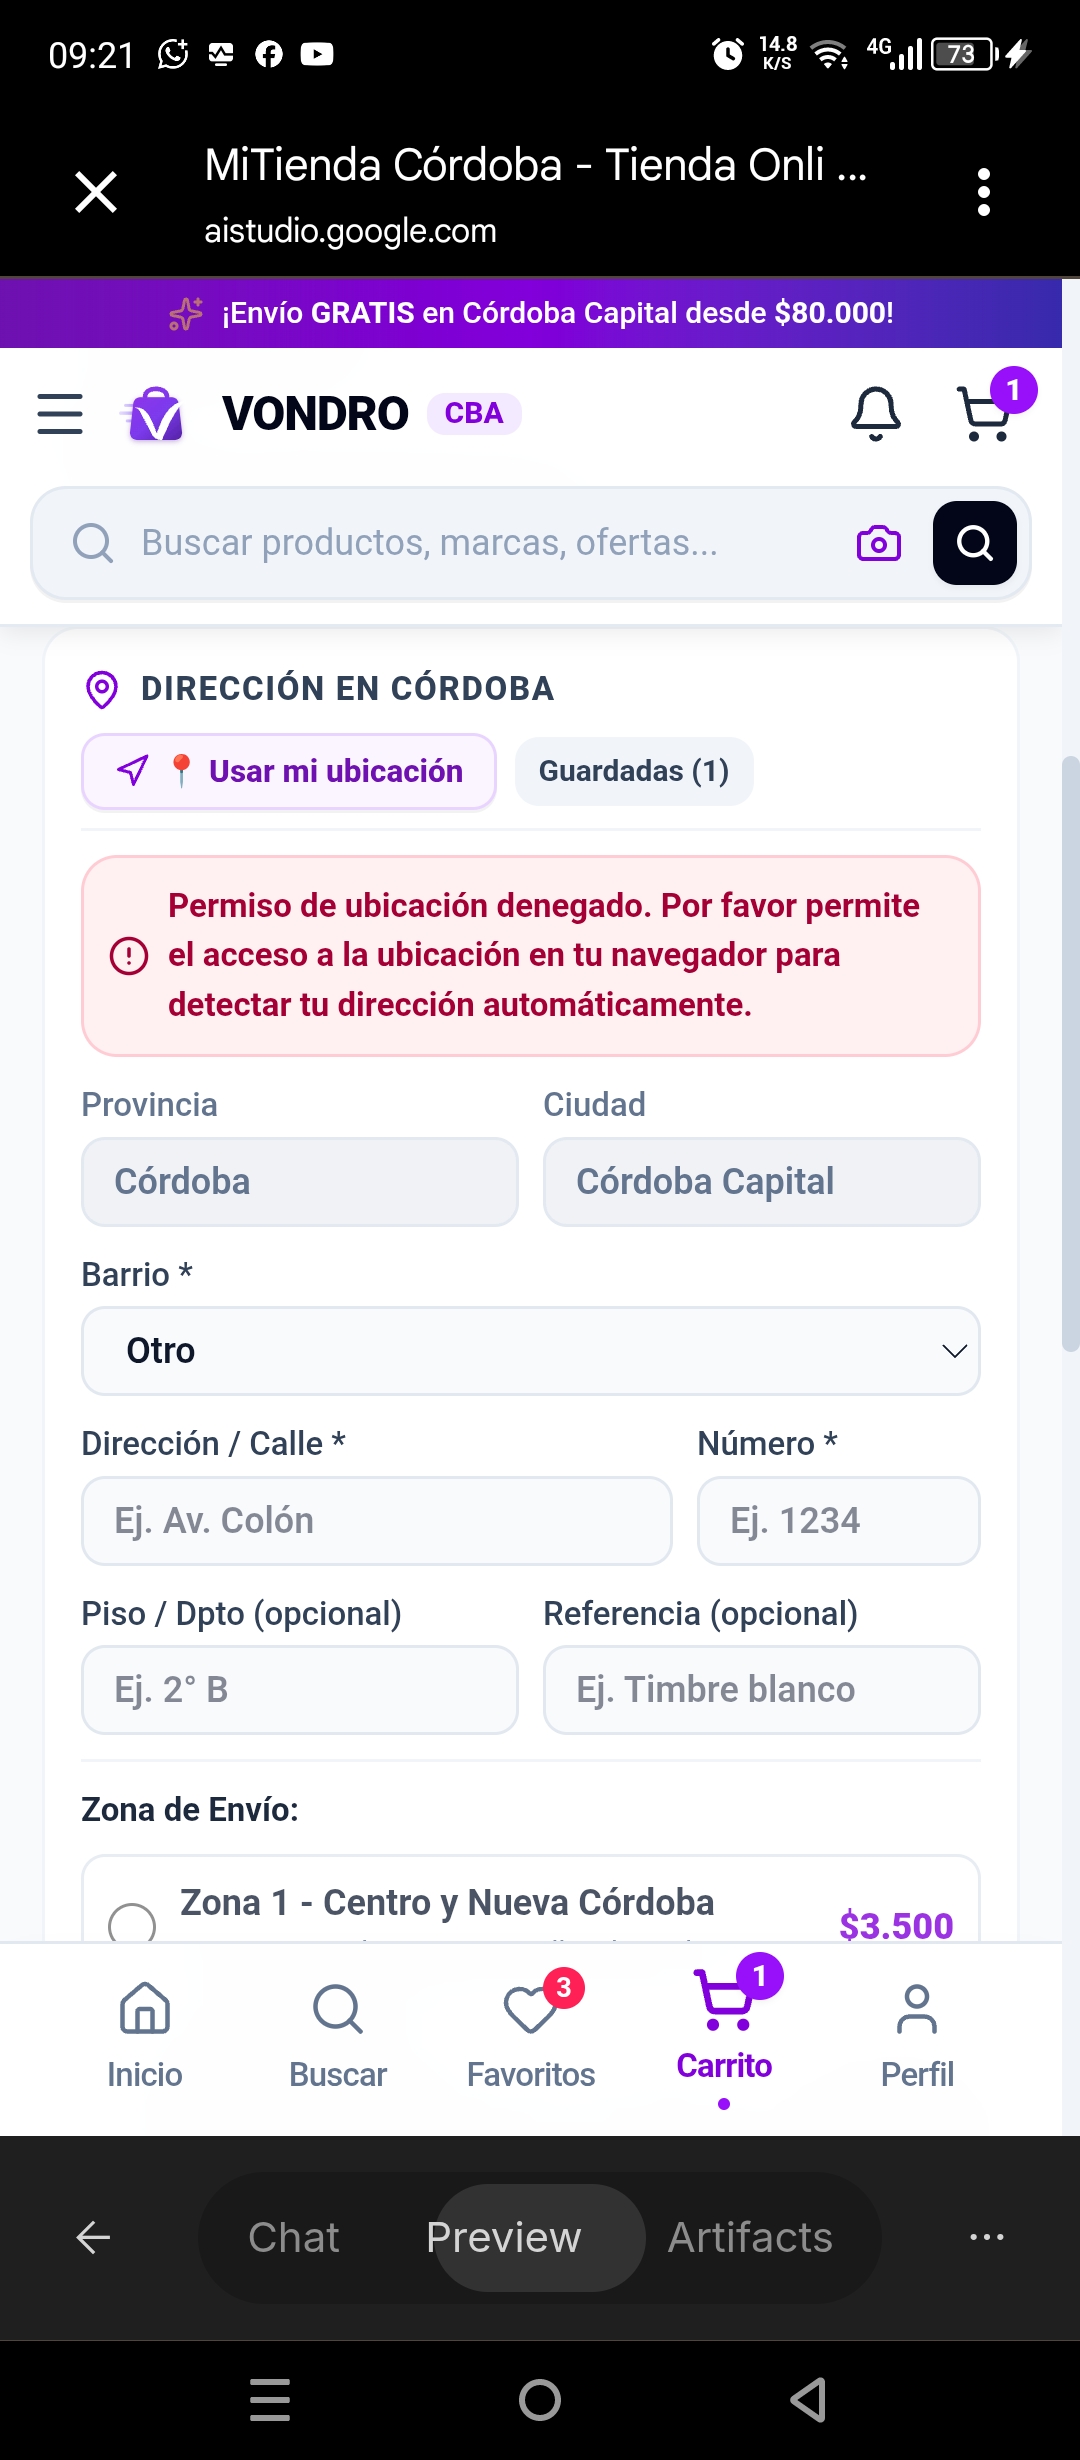 09:21
14.8
K/S
4G
73
MiTienda Córdoba - Tienda Onli ...
aistudio.google.com
¡Envío GRATIS en Córdoba Capital desde $80.000!
VONDRO CBA
1
Buscar productos, marcas, ofertas...
DIRECCIÓN EN CÓRDOBA
Usar mi ubicación
Guardadas (1)
Permiso de ubicación denegado. Por favor permite
el acceso a la ubicación en tu navegador para
detectar tu dirección automáticamente.
Provincia
Ciudad
Córdoba
Córdoba Capital
Barrio *
Otro
Dirección / Calle *
Número *
Ej. Av. Colón
Ej. 1234
Piso / Dpto (opcional)
Referencia (opcional)
Ej. 2° B
Ej. Timbre blanco
Zona de Envío:
Zona 1 - Centro y Nueva Córdoba
$3.500
3
1
Inicio
Buscar
Favoritos
Carrito
Perfil
Chat
Preview
Artifacts